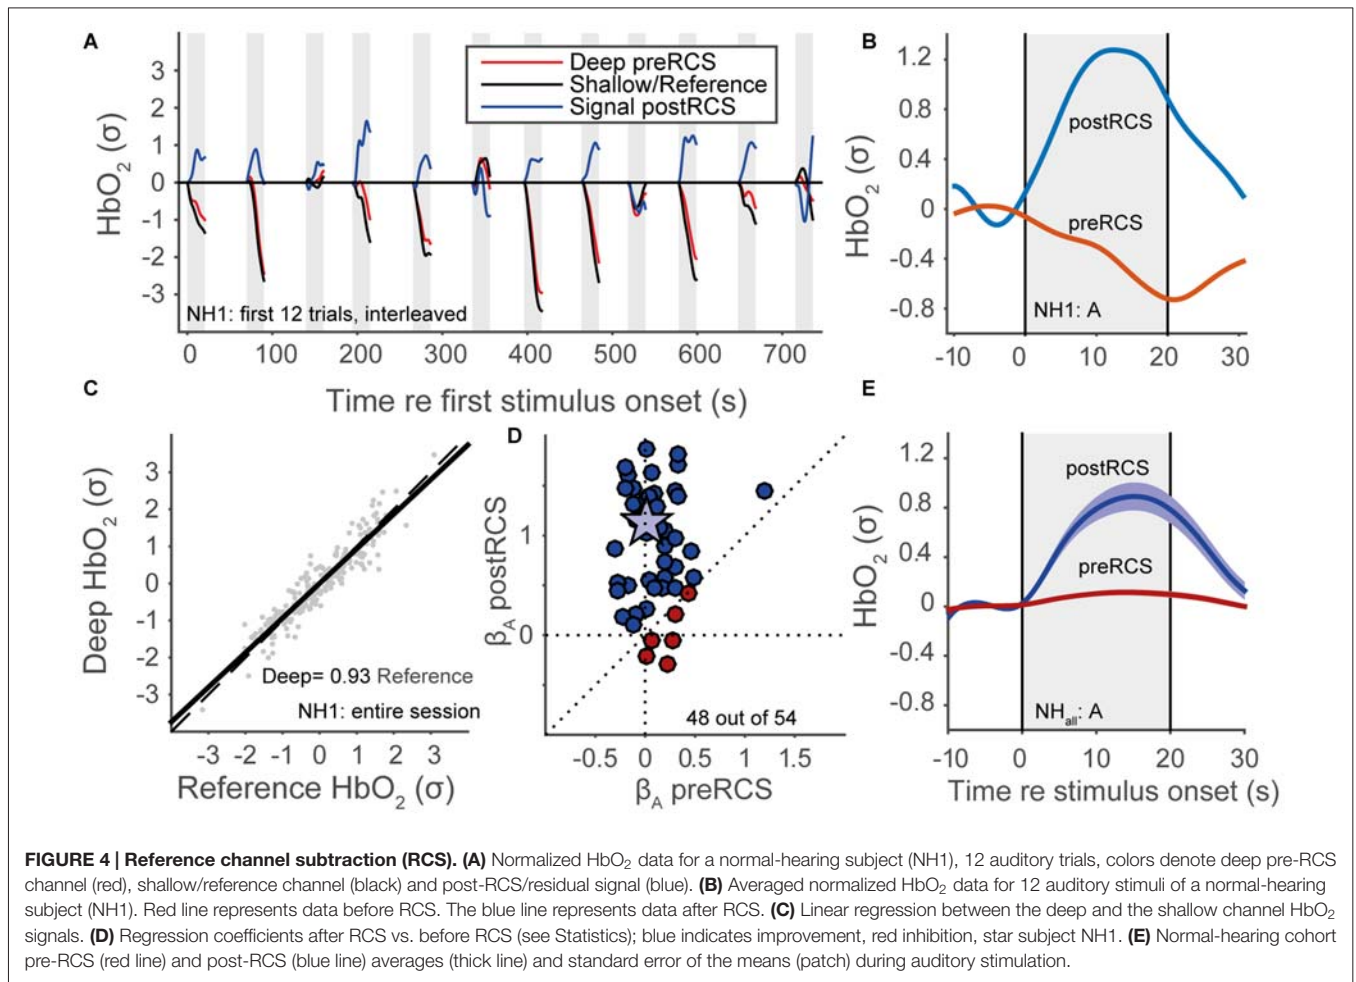 A
HbO2 (σ)
3
2
1
0
-1
-2
-3
Deep preRCS
Shallow/Reference
Signal postRCS
NH1: first 12 trials, interleaved
0 100 200 300 400 500 600 700
Time re first stimulus onset (s)
B
HbO2 (σ)
1.2
0.8
0.4
0
-0.4
-0.8
postRCS
preRCS
NH1: A
-10 0 10 20 30
C
Deep HbO2 (σ)
3
2
1
0
-1
-2
-3
Deep= 0.93 Reference
NH1: entire session
-3 -2 -1 0 1 2 3
Reference HbO2 (σ)
D
βA postRCS
1
0
48 out of 54
-0.5 0 0.5 1 1.5
βA preRCS
E
HbO2 (σ)
1.2
0.8
0.4
0
-0.4
-0.8
postRCS
preRCS
NHall: A
-10 0 10 20 30
Time re stimulus onset (s)
FIGURE 4 | Reference channel subtraction (RCS). (A) Normalized HbO2 data for a normal-hearing subject (NH1), 12 auditory trials, colors denote deep pre-RCS
channel (red), shallow/reference channel (black) and post-RCS/residual signal (blue). (B) Averaged normalized HbO2 data for 12 auditory stimuli of a normal-hearing
subject (NH1). Red line represents data before RCS. The blue line represents data after RCS. (C) Linear regression between the deep and the shallow channel HbO2
signals. (D) Regression coefficients after RCS vs. before RCS (see Statistics); blue indicates improvement, red inhibition, star subject NH1. (E) Normal-hearing cohort
pre-RCS (red line) and post-RCS (blue line) averages (thick line) and standard error of the means (patch) during auditory stimulation.